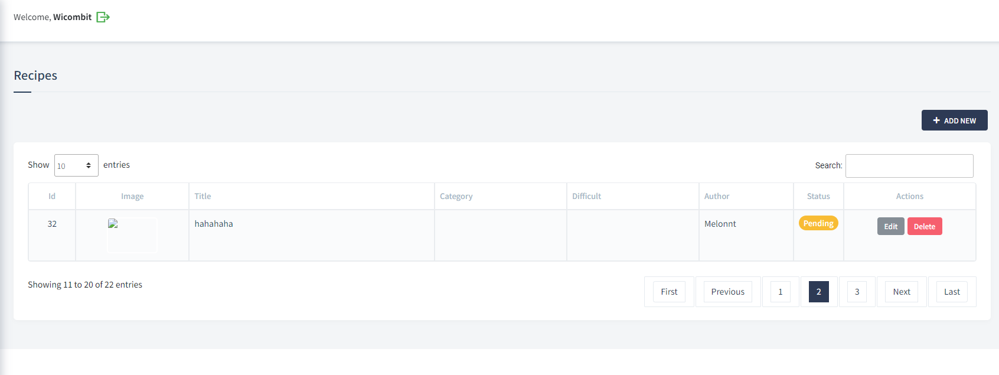 Welcome, Wicombit
Recipes
+ ADD NEW
Show 10 entries
Search:
Id Image Title Category Difficult Author Status Actions
32 hahahaha Melonnt Pending Edit Delete
Showing 11 to 20 of 22 entries
First Previous 1 2 3 Next Last